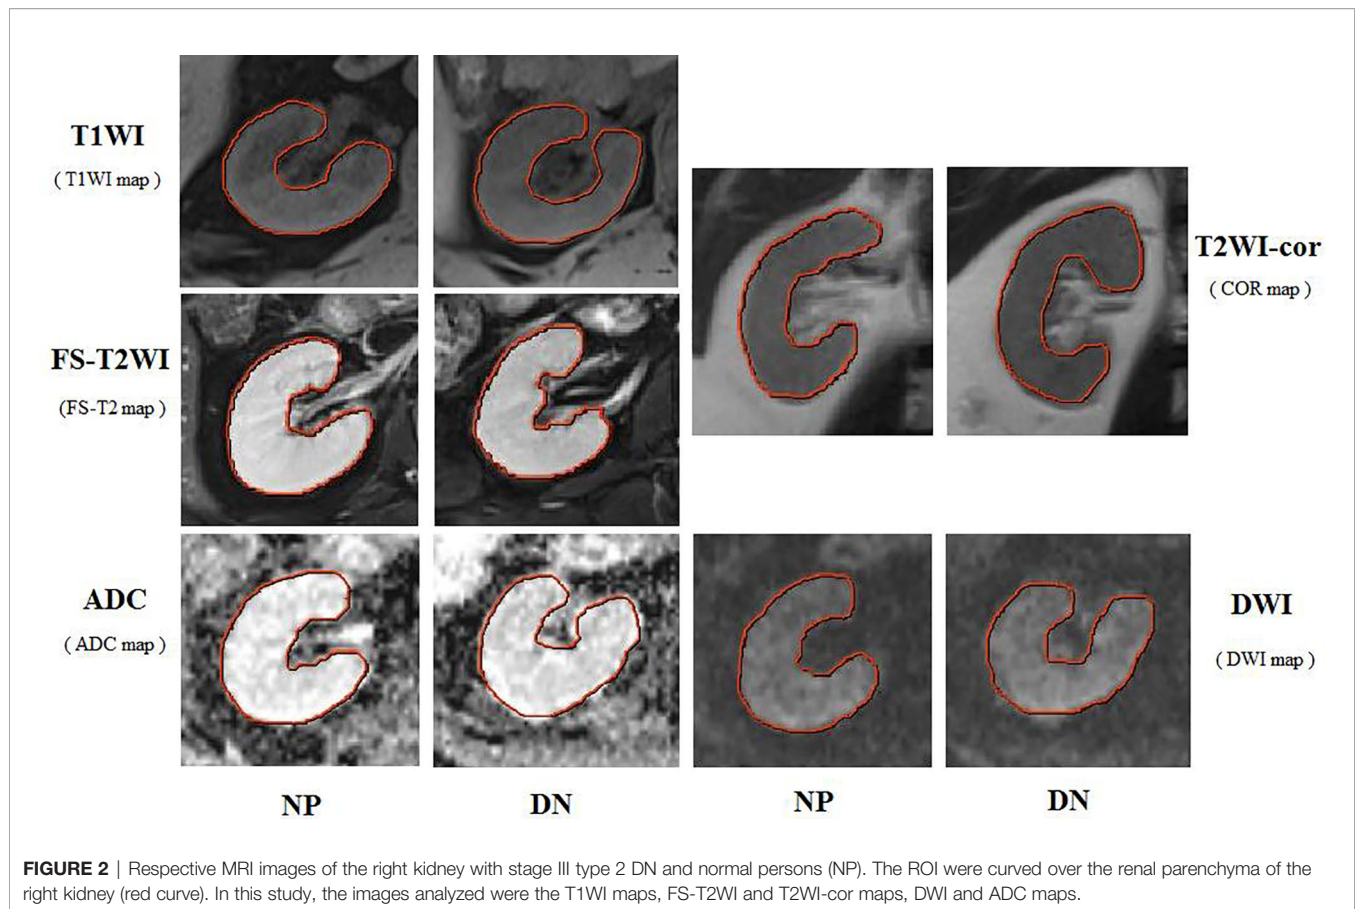 T1WI
( T1WI map )
T2WI-cor
( COR map )
FS-T2WI
(FS-T2 map )
ADC
( ADC map )
DWI
( DWI map )
NP DN NP DN
FIGURE 2 | Respective MRI images of the right kidney with stage III type 2 DN and normal persons (NP). The ROI were curved over the renal parenchyma of the
right kidney (red curve). In this study, the images analyzed were the T1WI maps, FS-T2WI and T2WI-cor maps, DWI and ADC maps.